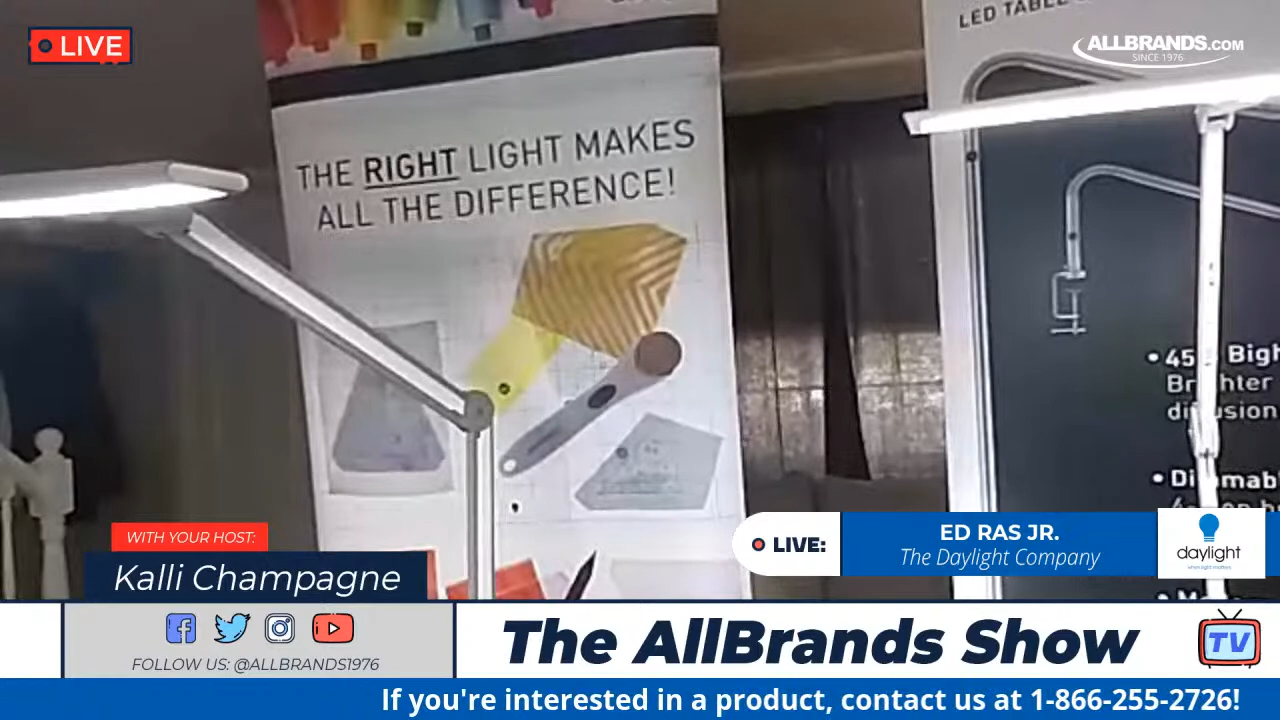 LIVE
LED TABLE
ALLBRANDS.com
SINCE 1976
THE RIGHT LIGHT MAKES
ALL THE DIFFERENCE!
Brighter
WITH YOUR HOST:
Kalli Champagne
LIVE:
ED RAS JR.
The Daylight Company
daylight
FOLLOW US: @ALLBRANDS1976
The AllBrands Show
TV
If you're interested in a product, contact us at 1-866-255-2726!